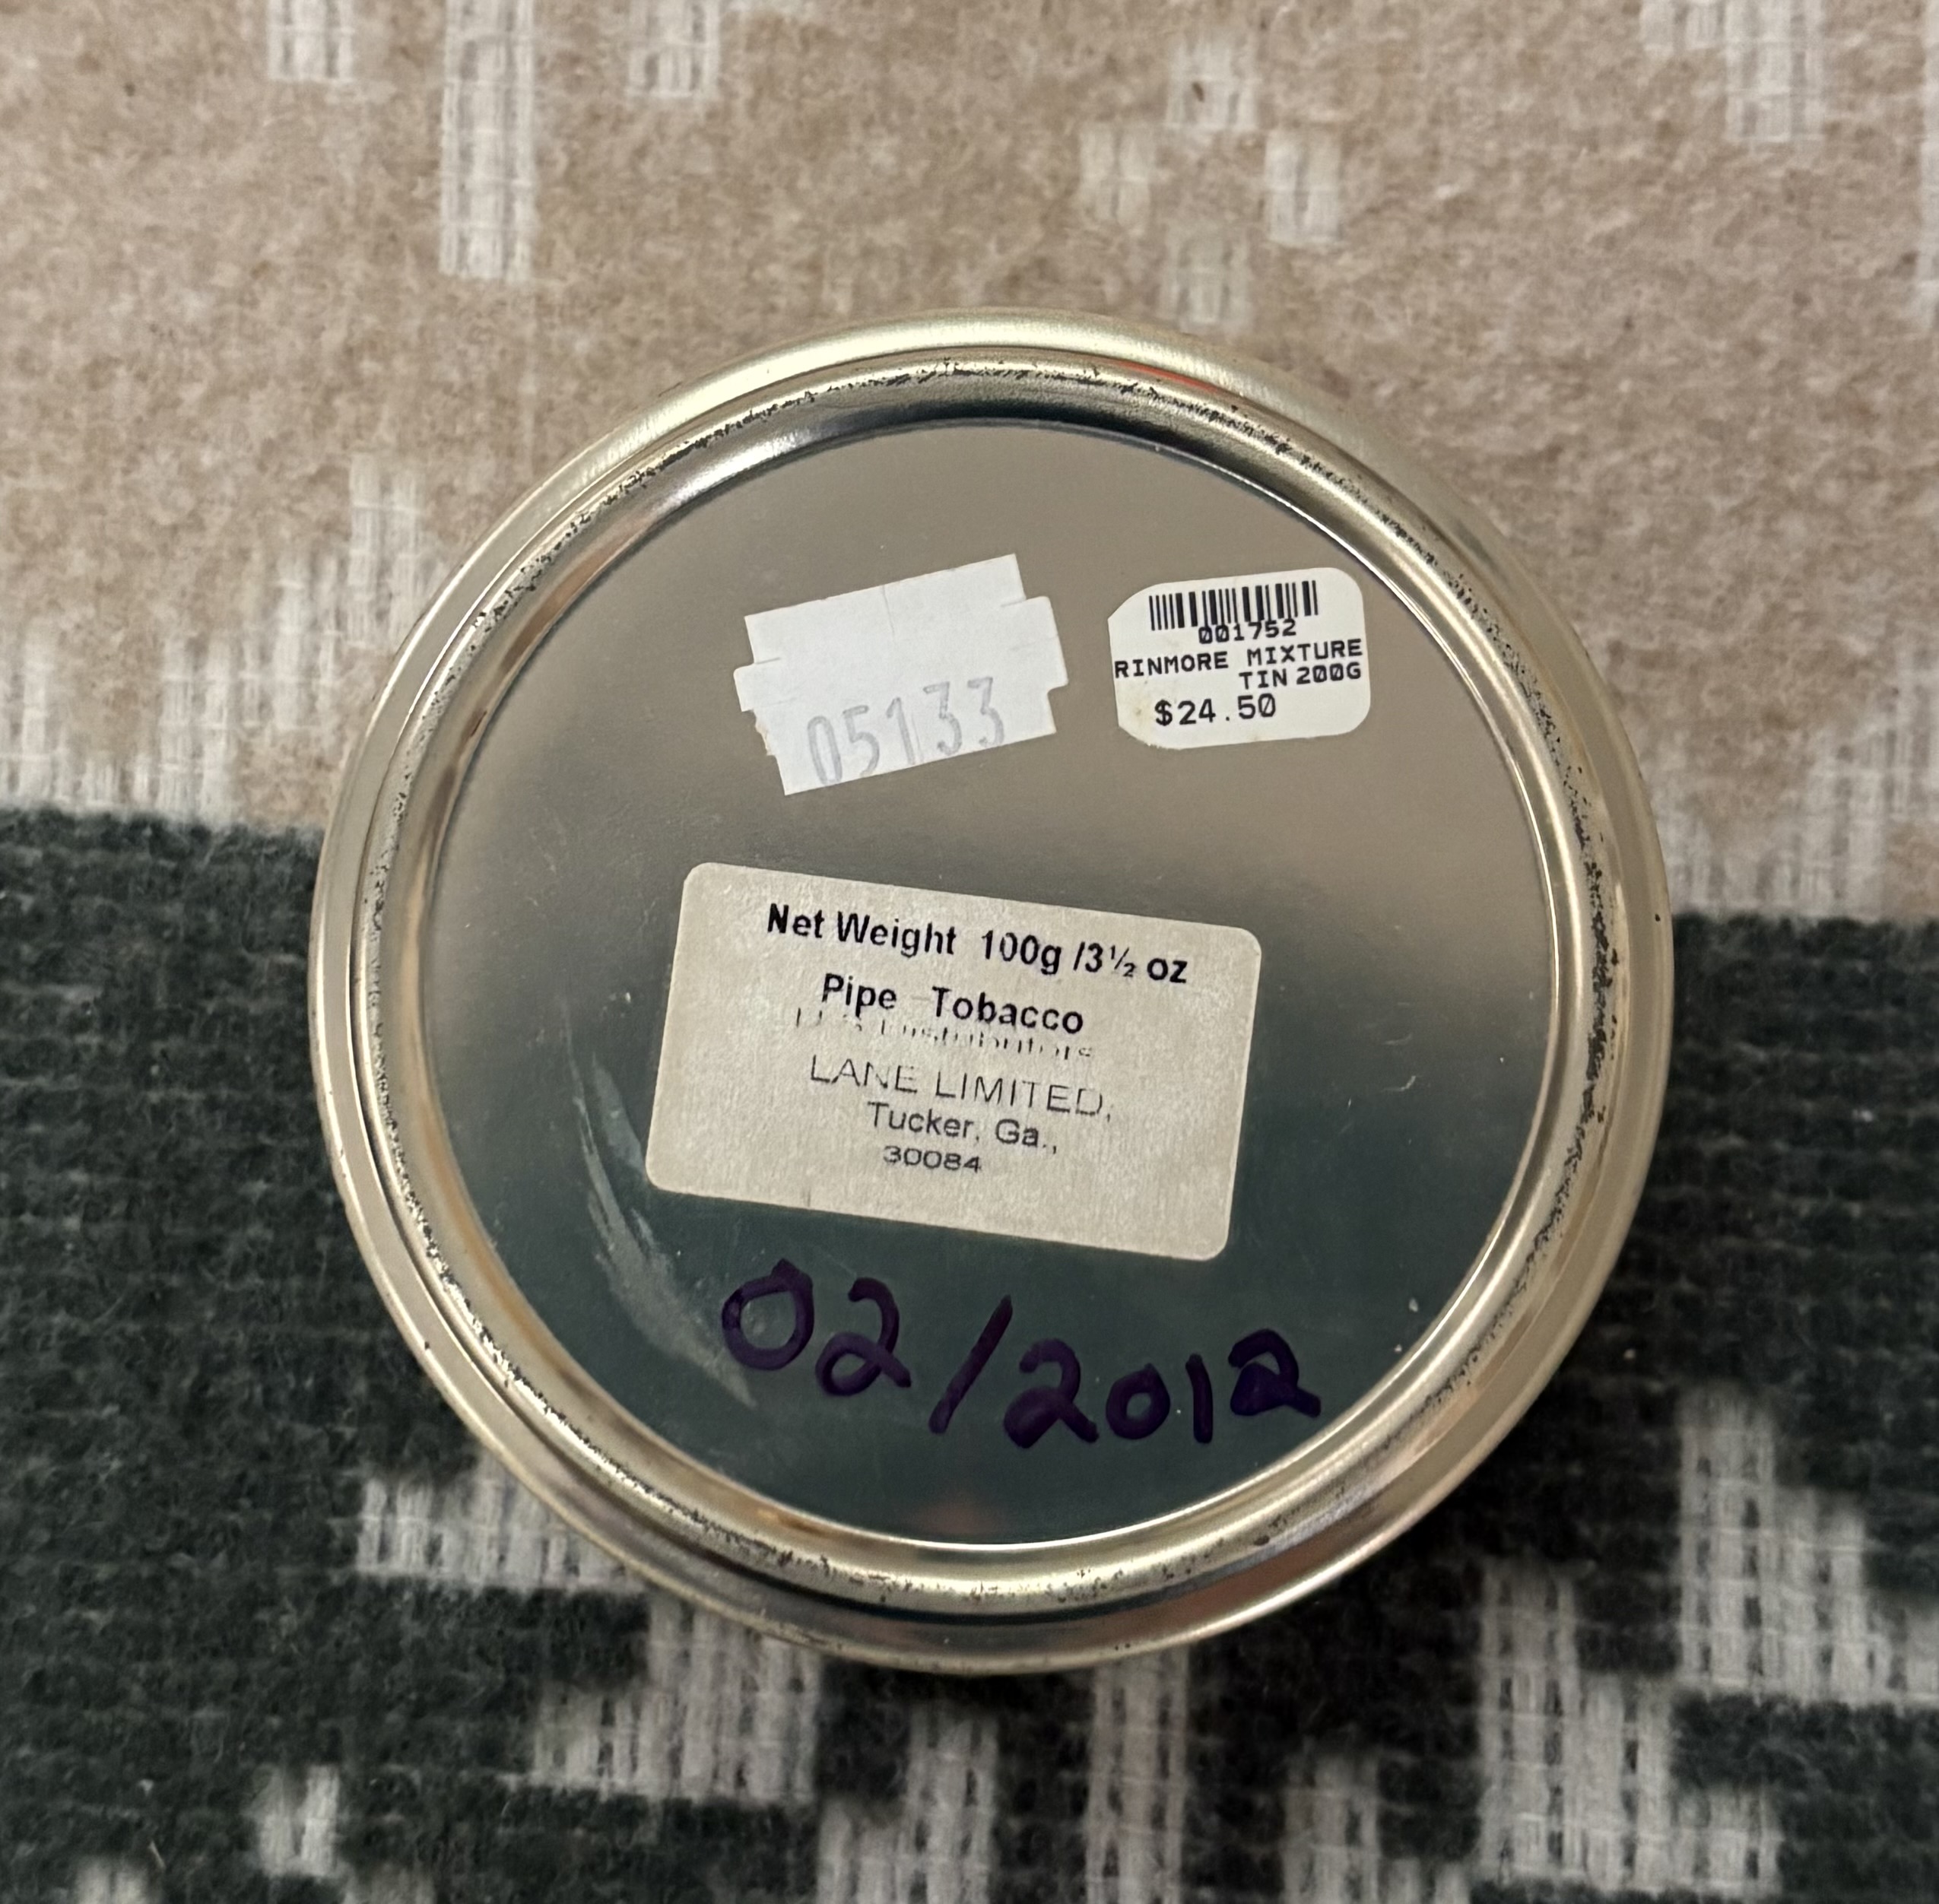 05133
001752
RINMORE MIXTURE
TIN 200G
$24.50
Net Weight 100g /3½ oz
Pipe Tobacco
Distributors
LANE LIMITED,
Tucker, Ga.,
30084
02/2012